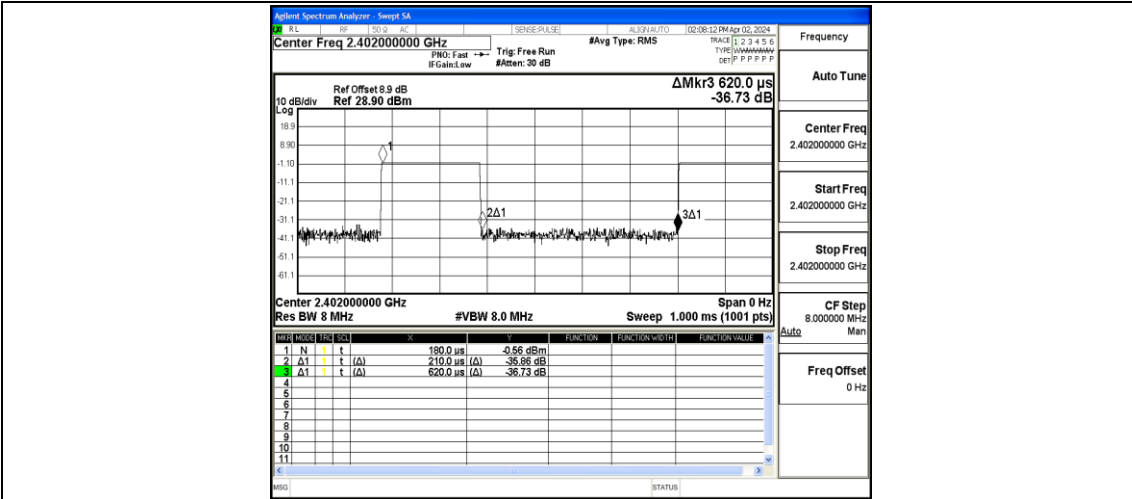 Agilent Spectrum Analyzer - Swept SA
RL RF 50 Ω AC SENSE:PULSE ALIGNAUTO 02:08:12 PM Apr 02, 2024
Center Freq 2.402000000 GHz #Avg Type: RMS TRACE 1 2 3 4 5 6
PNO: Fast Trig: Free Run TYPE WWWWWW
IFGain:Low #Atten: 30 dB DET P P P P P P
Ref Offset 8.9 dB ΔMkr3 620.0 μs
10 dB/div Ref 28.90 dBm -36.73 dB
Log
18.9
8.90
-1.10
-11.1
-21.1
-31.1
-41.1
-51.1
-61.1
1
2Δ1
3Δ1
Center 2.402000000 GHz Span 0 Hz
Res BW 8 MHz #VBW 8.0 MHz Sweep 1.000 ms (1001 pts)
MKR MODE TRC SCL X Y FUNCTION FUNCTION WIDTH FUNCTION VALUE
1 N 1 t 180.0 μs -0.56 dBm
2 Δ1 1 t (Δ) 210.0 μs (Δ) -35.86 dB
3 Δ1 1 t (Δ) 620.0 μs (Δ) -36.73 dB
4
5
6
7
8
9
10
11
MSG STATUS
Frequency
Auto Tune
Center Freq
2.402000000 GHz
Start Freq
2.402000000 GHz
Stop Freq
2.402000000 GHz
CF Step
8.000000 MHz
Auto Man
Freq Offset
0 Hz